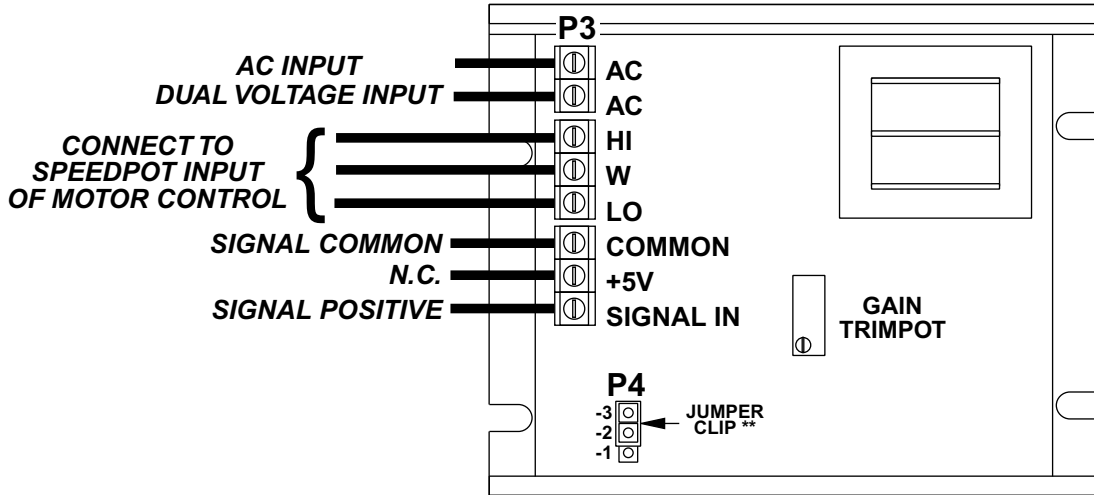 P3
AC INPUT
AC
DUAL VOLTAGE INPUT
AC
CONNECT TO
SPEEDPOT INPUT
OF MOTOR CONTROL
{
HI
W
LO
SIGNAL COMMON
COMMON
N.C.
+5V
SIGNAL POSITIVE
SIGNAL IN
GAIN
TRIMPOT
P4
-3
-2
-1
JUMPER
CLIP **